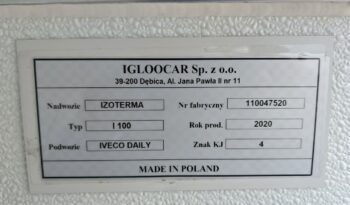 IGLOOCAR Sp. z o.o.
39-200 Dębica, Al. Jana Pawła II nr 11
Nadwozie IZOTERMA Nr fabryczny 110047520
Typ I 100 Rok prod. 2020
Podwozie IVECO DAILY Znak KJ 4
MADE IN POLAND